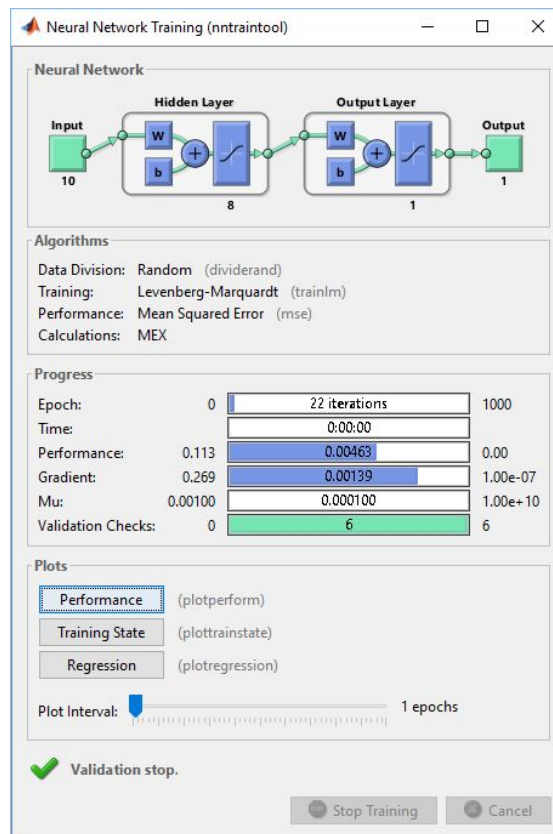 Neural Network Training (nntraintool)
Neural Network
Hidden Layer Output Layer
Input W W Output
b b
10 8 1 1
Algorithms
Data Division: Random (dividerand)
Training: Levenberg-Marquardt (trainlm)
Performance: Mean Squared Error (mse)
Calculations: MEX
Progress
Epoch: 0 22 iterations 1000
Time: 0:00:00
Performance: 0.113 0.00463 0.00
Gradient: 0.269 0.00139 1.00e-07
Mu: 0.00100 0.000100 1.00e+10
Validation Checks: 0 6 6
Plots
Performance (plotperform)
Training State (plottrainstate)
Regression (plotregression)
Plot Interval: 1 epochs
Validation stop.
Stop Training Cancel